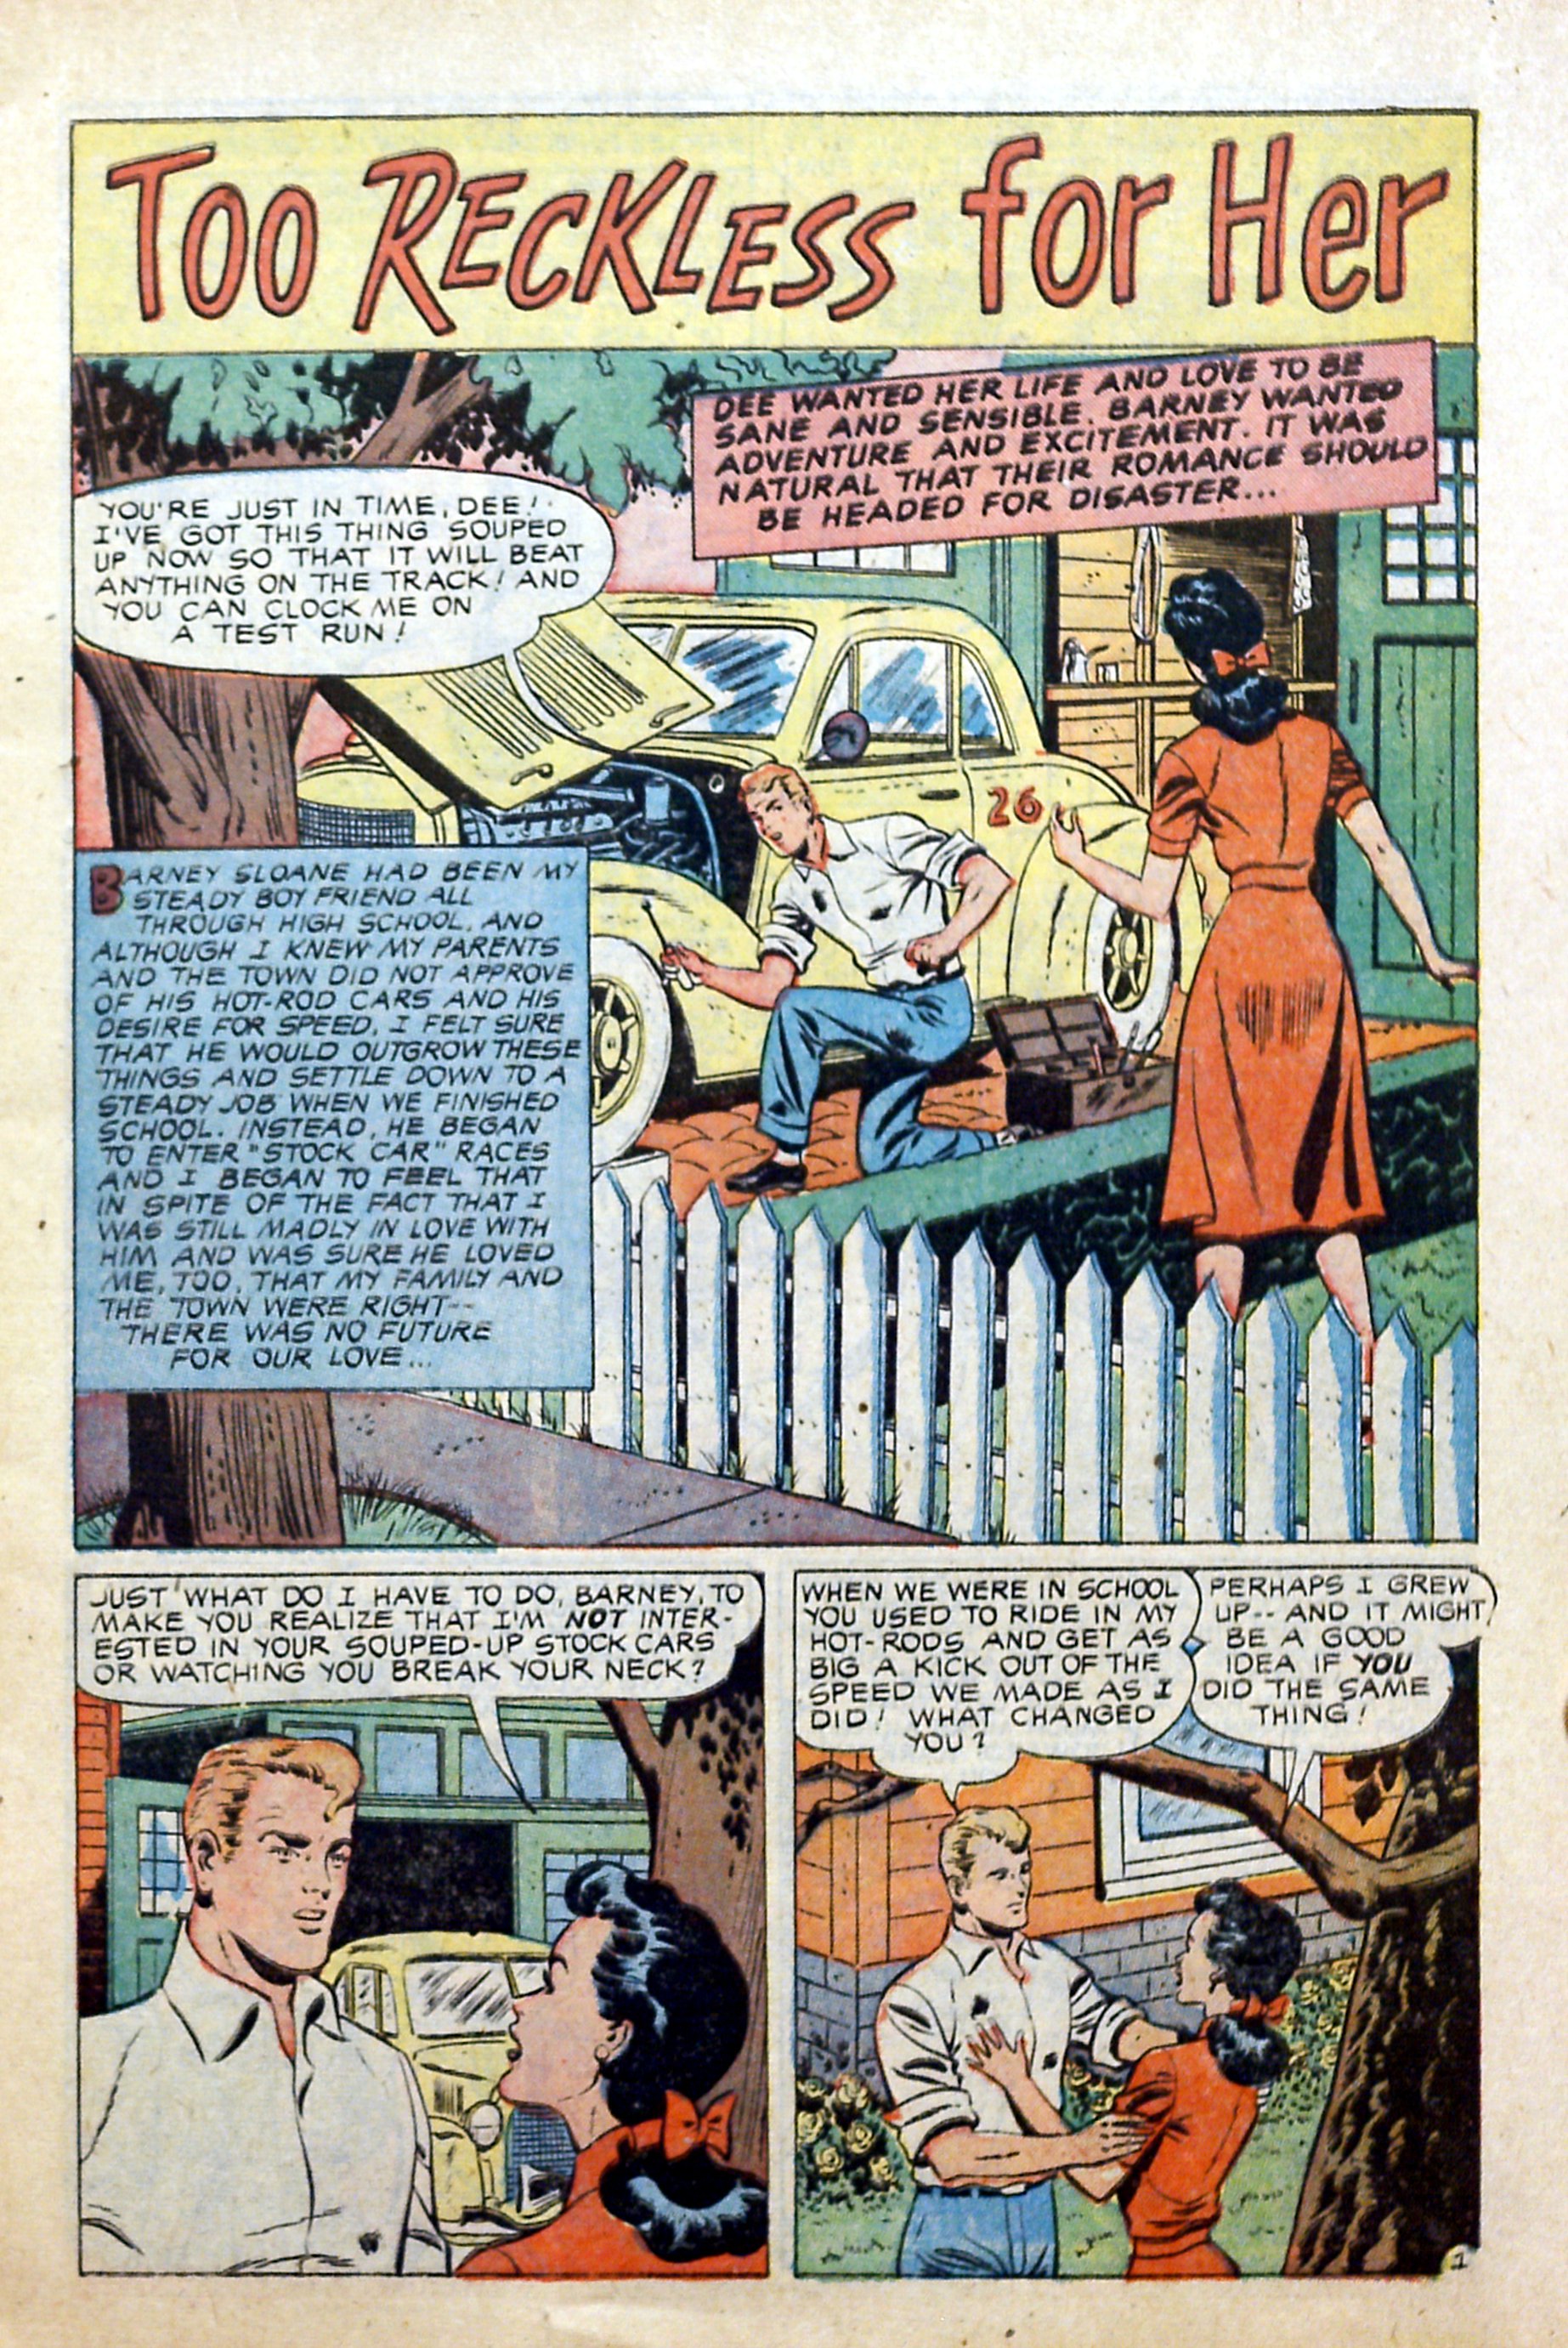 Too Reckless for Her
DEE WANTED HER LIFE AND LOVE TO BE
SANE AND SENSIBLE. BARNEY WANTED
ADVENTURE AND EXCITEMENT. IT WAS
NATURAL THAT THEIR ROMANCE SHOULD
BE HEADED FOR DISASTER...
YOU'RE JUST IN TIME, DEE!
I'VE GOT THIS THING SOUPED
UP NOW SO THAT IT WILL BEAT
ANYTHING ON THE TRACK! AND
YOU CAN CLOCK ME ON
A TEST RUN!
26
BARNEY SLOANE HAD BEEN MY
STEADY BOY FRIEND ALL
THROUGH HIGH SCHOOL, AND
ALTHOUGH I KNEW MY PARENTS
AND THE TOWN DID NOT APPROVE
OF HIS HOT-ROD CARS AND HIS
DESIRE FOR SPEED, I FELT SURE
THAT HE WOULD OUTGROW THESE
THINGS AND SETTLE DOWN TO A
STEADY JOB WHEN WE FINISHED
SCHOOL. INSTEAD, HE BEGAN
TO ENTER "STOCK CAR" RACES
AND I BEGAN TO FEEL THAT
IN SPITE OF THE FACT THAT I
WAS STILL MADLY IN LOVE WITH
HIM AND WAS SURE HE LOVED
ME, TOO, THAT MY FAMILY AND
THE TOWN WERE RIGHT--
THERE WAS NO FUTURE
FOR OUR LOVE...
JUST WHAT DO I HAVE TO DO, BARNEY, TO
MAKE YOU REALIZE THAT I'M NOT INTER-
ESTED IN YOUR SOUPED-UP STOCK CARS
OR WATCHING YOU BREAK YOUR NECK?
WHEN WE WERE IN SCHOOL
YOU USED TO RIDE IN MY
HOT-RODS AND GET AS
BIG A KICK OUT OF THE
SPEED WE MADE AS I
DID! WHAT CHANGED
YOU?
PERHAPS I GREW
UP-- AND IT MIGHT
BE A GOOD
IDEA IF YOU
DID THE SAME
THING!
1